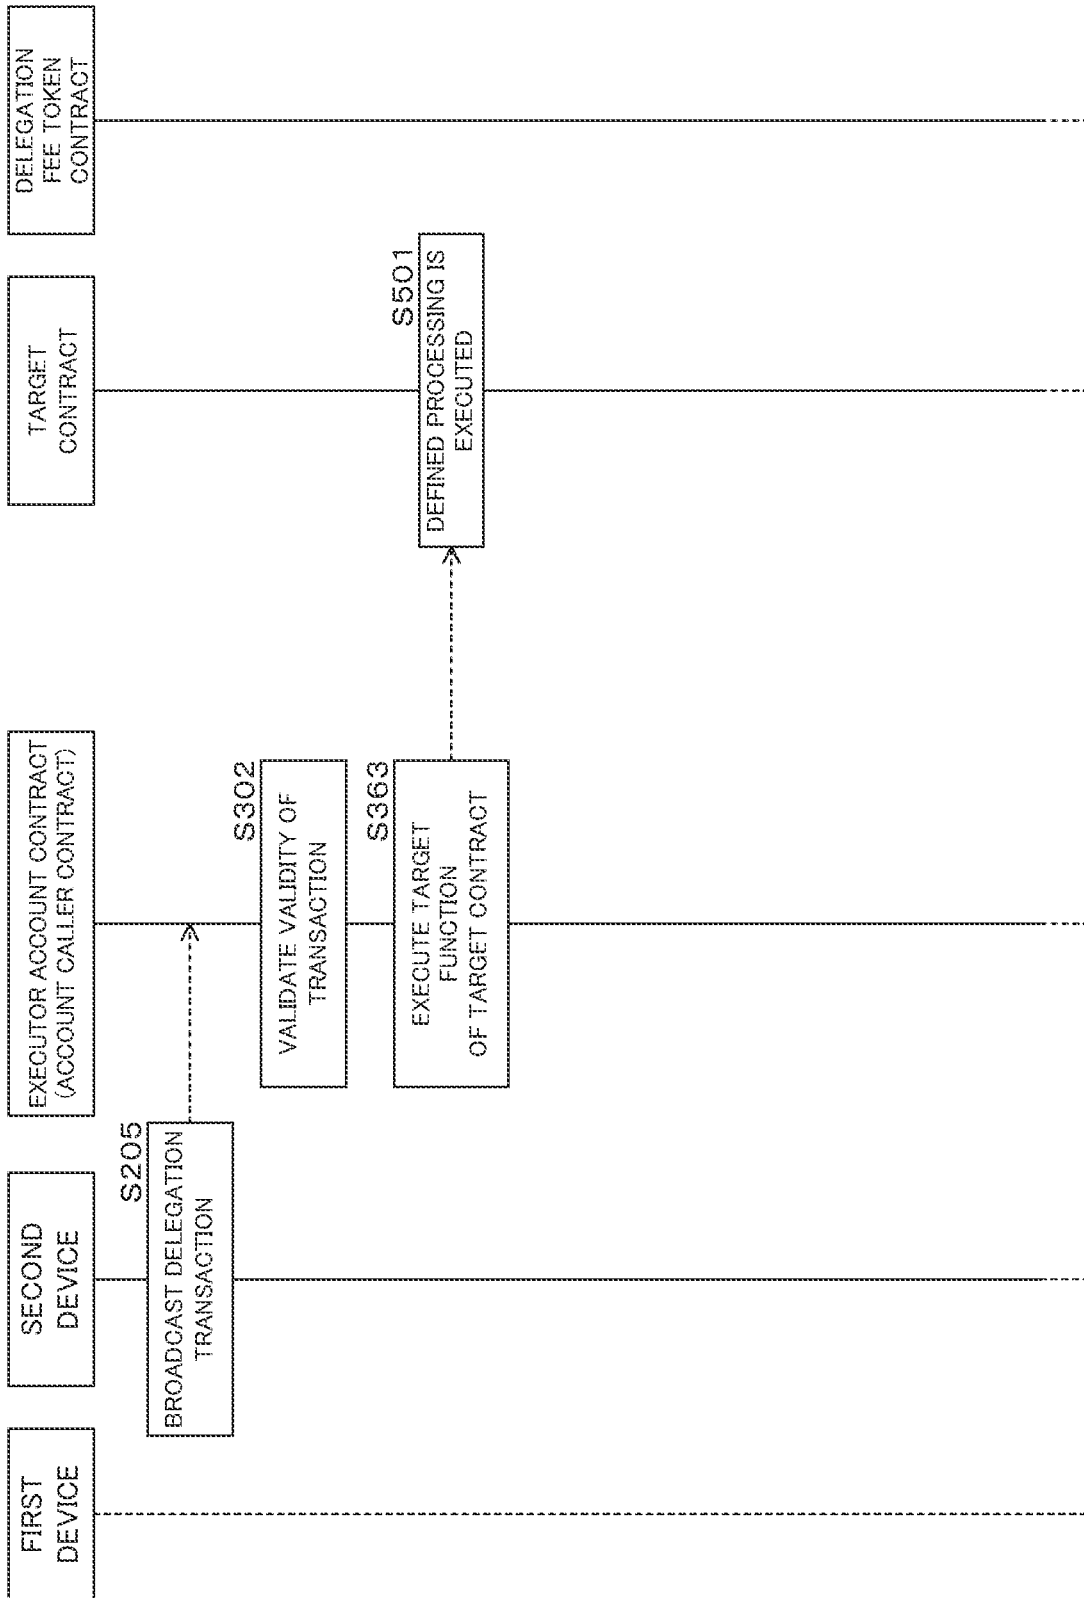 FIRST
DEVICE
SECOND
DEVICE
EXECUTOR ACCOUNT CONTRACT
(ACCOUNT CALLER CONTRACT)
TARGET
CONTRACT
DELEGATION
FEE TOKEN
CONTRACT
S205
BROADCAST DELEGATION
TRANSACTION
S302
VALIDATE VALIDITY OF
TRANSACTION
S363
EXECUTE TARGET
FUNCTION
OF TARGET CONTRACT
S501
DEFINED PROCESSING IS
EXECUTED